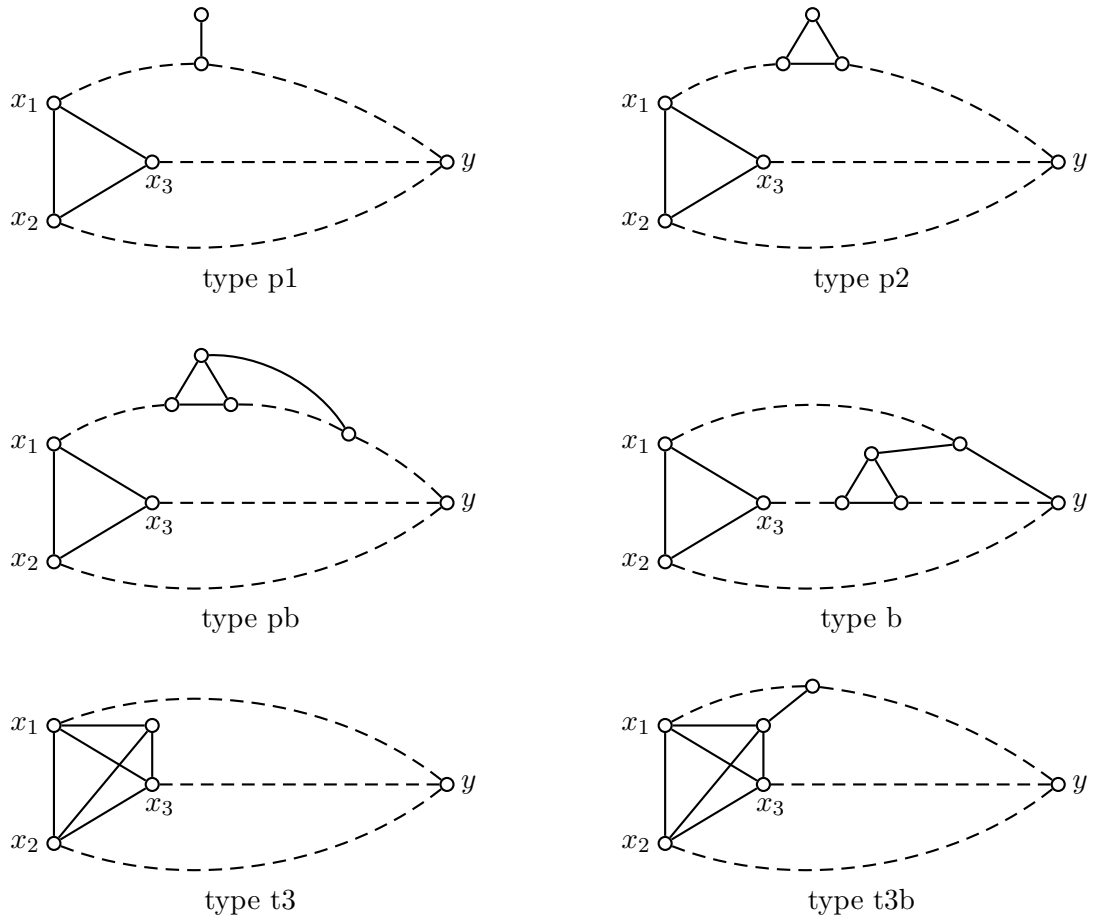 x₁ x₃ x₂ y
type p1
x₁ x₃ x₂ y
type p2
x₁ x₃ x₂ y
type pb
x₁ x₃ x₂ y
type b
x₁ x₃ x₂ y
type t3
x₁ x₃ x₂ y
type t3b